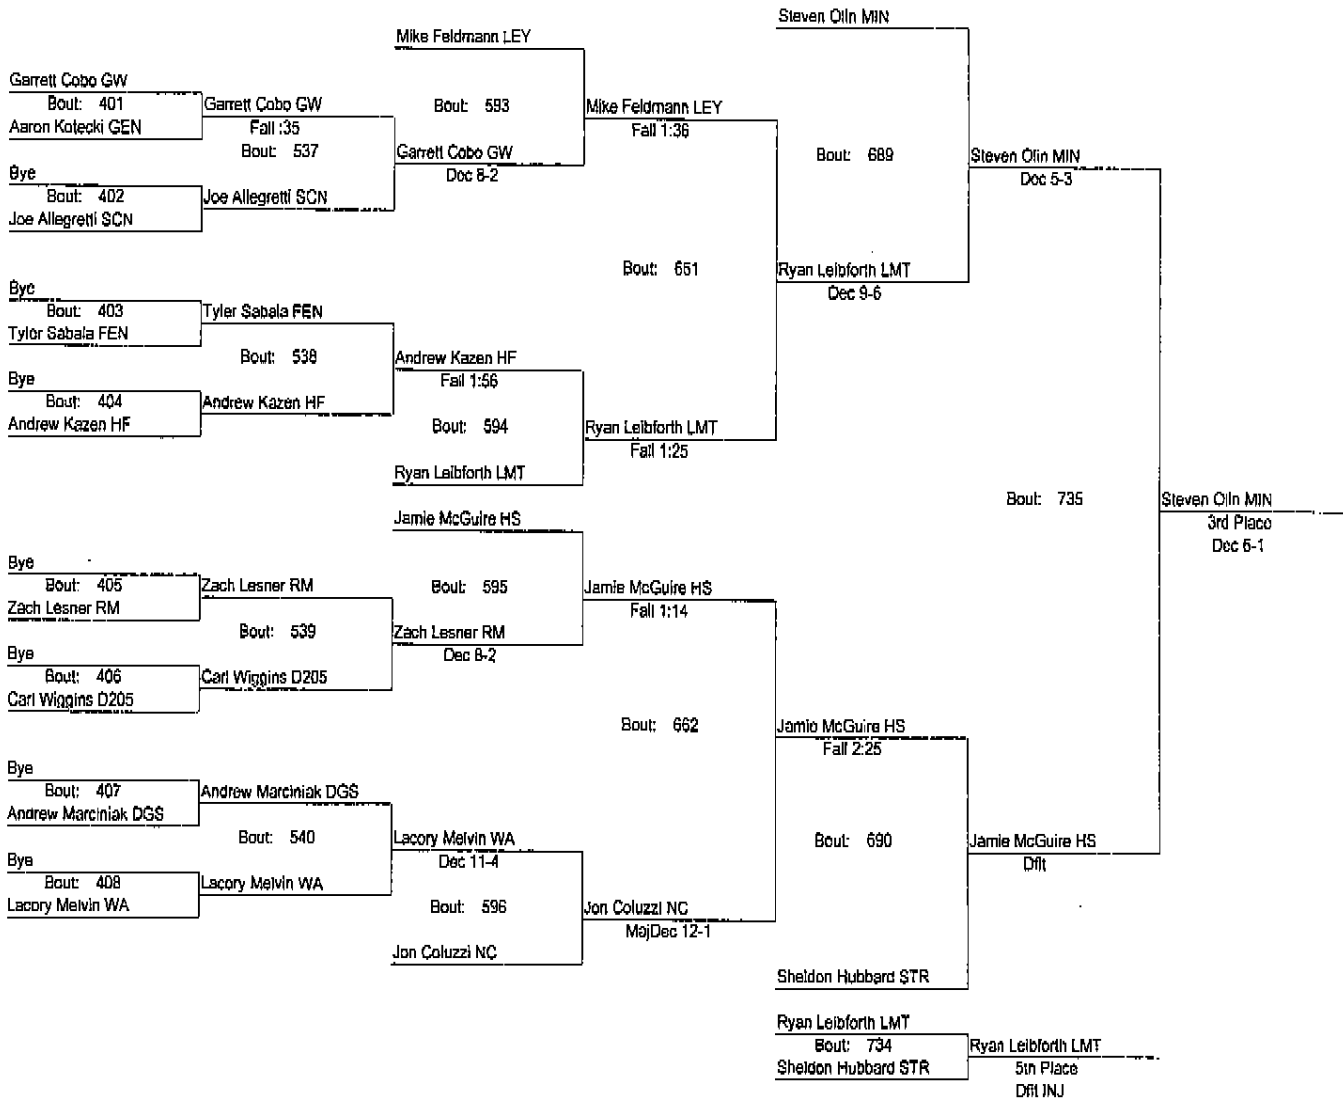 Steven Olin MIN
Mike Feldmann LEY
Garrett Cobo GW
Bout: 401
Aaron Kotecki GEN
Garrett Cobo GW
Fall :35
Bout: 537
Bout: 593
Mike Feldmann LEY
Fall 1:36
Garrett Cobo GW
Dec 8-2
Bout: 689
Steven Olin MIN
Dec 5-3
Bye
Bout: 402
Joe Allegretti SCN
Joe Allegretti SCN
Bout: 661
Ryan Leibforth LMT
Dec 9-6
Bye
Bout: 403
Tyler Sabala FEN
Tyler Sabala FEN
Bout: 538
Andrew Kazen HF
Fall 1:56
Bye
Bout: 404
Andrew Kazen HF
Andrew Kazen HF
Bout: 594
Ryan Leibforth LMT
Fall 1:25
Ryan Leibforth LMT
Bout: 735
Steven Olin MIN
3rd Place
Dec 6-1
Jamie McGuire HS
Bye
Bout: 405
Zach Lesner RM
Zach Lesner RM
Bout: 539
Bout: 595
Jamie McGuire HS
Fall 1:14
Zach Lesner RM
Dec 8-2
Bye
Bout: 406
Carl Wiggins D205
Carl Wiggins D205
Bout: 662
Jamie McGuire HS
Fall 2:25
Bye
Bout: 407
Andrew Marciniak DGS
Andrew Marciniak DGS
Bout: 540
Lacory Melvin WA
Dec 11-4
Bout: 690
Jamie McGuire HS
Dflt
Bye
Bout: 408
Lacory Melvin WA
Lacory Melvin WA
Bout: 596
Jon Coluzzi NC
MajDec 12-1
Jon Coluzzi NC
Sheldon Hubbard STR
Ryan Leibforth LMT
Bout: 734
Sheldon Hubbard STR
Ryan Leibforth LMT
5th Place
Dflt INJ